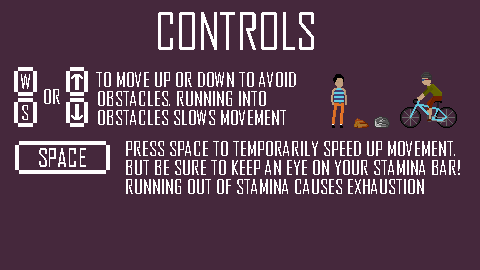 CONTROLS
W OR ↑ TO MOVE UP OR DOWN TO AVOID
OBSTACLES. RUNNING INTO
S ↓ OBSTACLES SLOWS MOVEMENT
SPACE PRESS SPACE TO TEMPORARILY SPEED UP MOVEMENT.
BUT BE SURE TO KEEP AN EYE ON YOUR STAMINA BAR!
RUNNING OUT OF STAMINA CAUSES EXHAUSTION